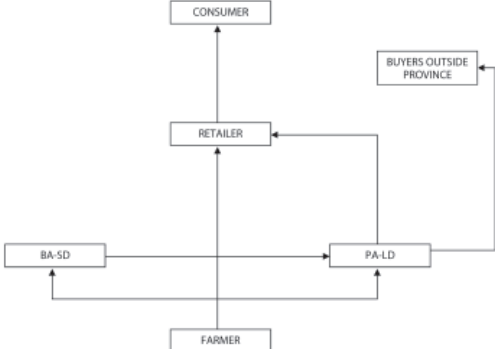 CONSUMER
BUYERS OUTSIDE
PROVINCE
RETAILER
BA-SD
PA-LD
FARMER